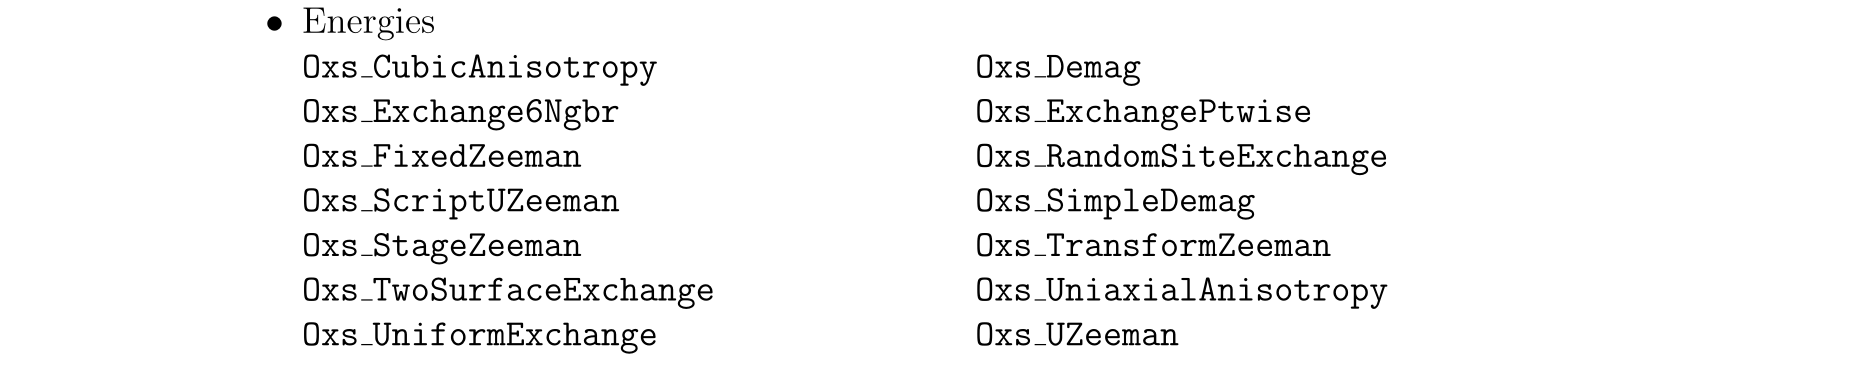 • Energies
Oxs_CubicAnisotropy Oxs_Demag
Oxs_Exchange6Ngbr Oxs_ExchangePtwise
Oxs_FixedZeeman Oxs_RandomSiteExchange
Oxs_ScriptUZeeman Oxs_SimpleDemag
Oxs_StageZeeman Oxs_TransformZeeman
Oxs_TwoSurfaceExchange Oxs_UniaxialAnisotropy
Oxs_UniformExchange Oxs_UZeeman